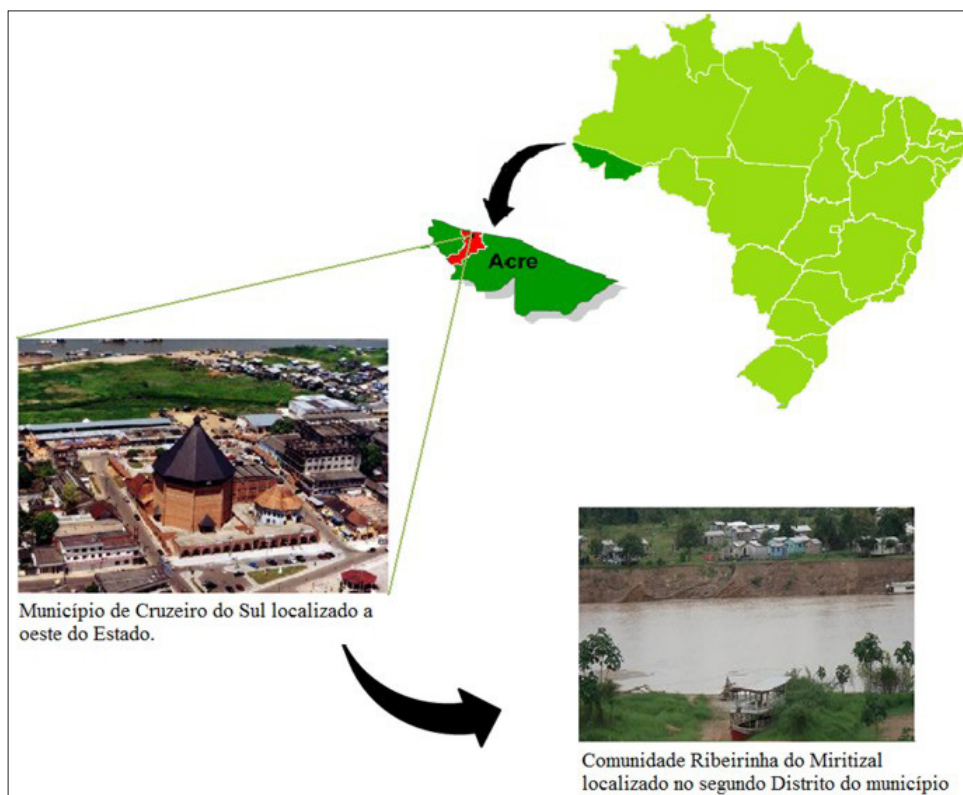 Acre
Município de Cruzeiro do Sul localizado a
oeste do Estado.
Comunidade Ribeirinha do Miritizal
localizado no segundo Distrito do município